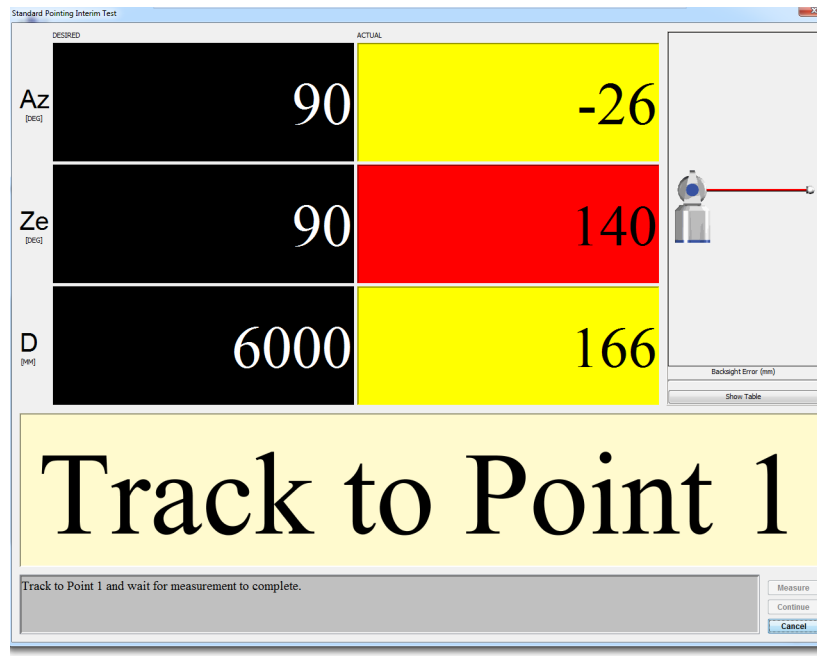 Standard Pointing Interim Test
DESIRED ACTUAL
Az 90 -26
[DEG]
Ze 90 140
[DEG]
D 6000 166
[MM]
Backsight Error (mm)
Show Table
Track to Point 1
Track to Point 1 and wait for measurement to complete.
Measure
Continue
Cancel